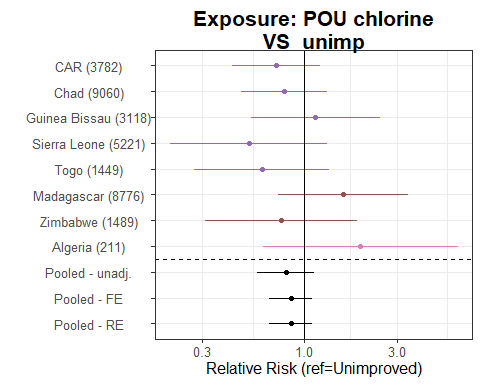 Exposure: POU chlorine
VS unimp
CAR (3782)
Chad (9060)
Guinea Bissau (3118)
Sierra Leone (5221)
Togo (1449)
Madagascar (8776)
Zimbabwe (1489)
Algeria (211)
Pooled - unadj.
Pooled - FE
Pooled - RE
0.3 1.0 3.0
Relative Risk (ref=Unimproved)